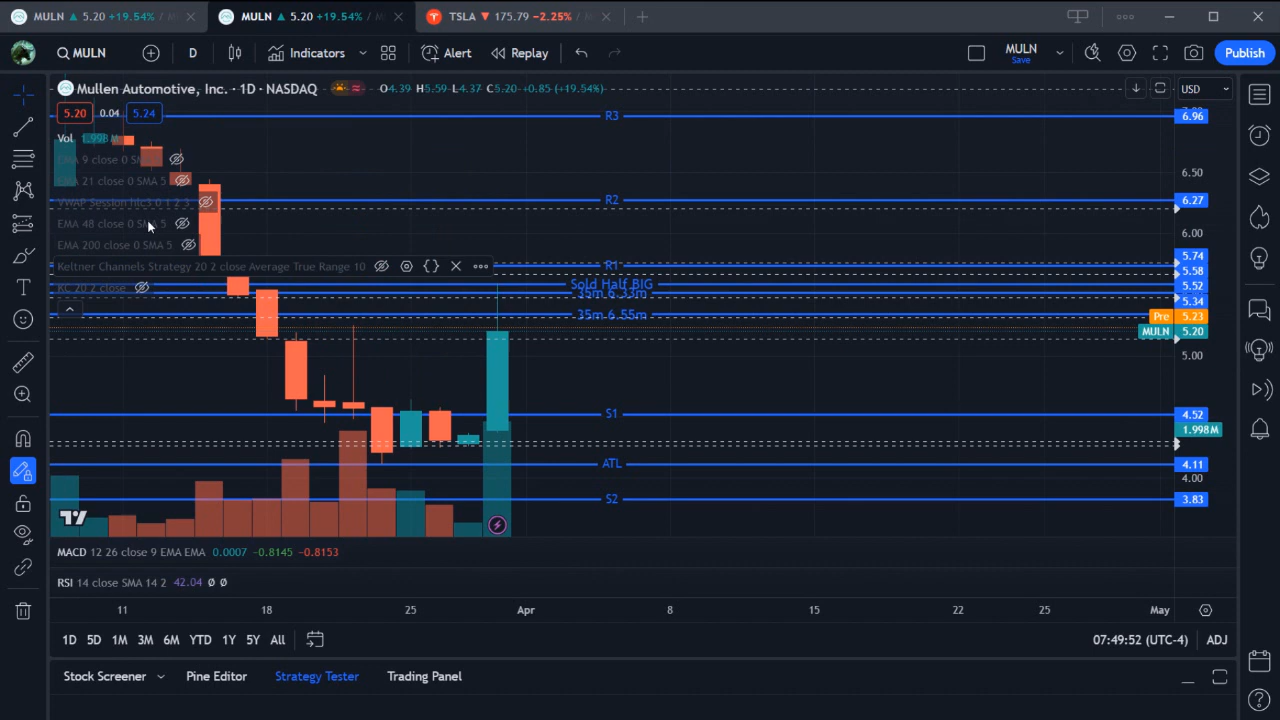 MULN ▲ 5.20 +19.54% / M
MULN ▲ 5.20 +19.54% / M
TSLA ▼ 175.79 −2.25% /
MULN
D
Indicators
Alert
Replay
MULN
Save
Publish
Mullen Automotive, Inc. · 1D · NASDAQ
O4.39 H5.59 L4.37 C5.20 +0.85 (+19.54%)
USD
5.20 0.04 5.24
R3
6.96
Vol 1.998M
EMA 9 close 0 SMA 5
EMA 21 close 0 SMA 5
6.50
VWAP Session hlc3 0 1 2 3
R2
6.27
EMA 48 close 0 SMA 5
6.00
EMA 200 close 0 SMA 5
5.74
Keltner Channels Strategy 20 2 close Average True Range 10
R1
5.58
KC 20 2 close
Sold Half BIG
5.52
35m 6.33m
5.34
35m 6.55m
Pre 5.23
MULN 5.20
5.00
S1
4.52
1.998M
ATL
4.11
4.00
S2
3.83
MACD 12 26 close 9 EMA EMA 0.0007 −0.8145 −0.8153
RSI 14 close SMA 14 2 42.04 Ø Ø
11 18 25 Apr 8 15 22 25 May
1D 5D 1M 3M 6M YTD 1Y 5Y All
07:49:52 (UTC-4) ADJ
Stock Screener Pine Editor Strategy Tester Trading Panel